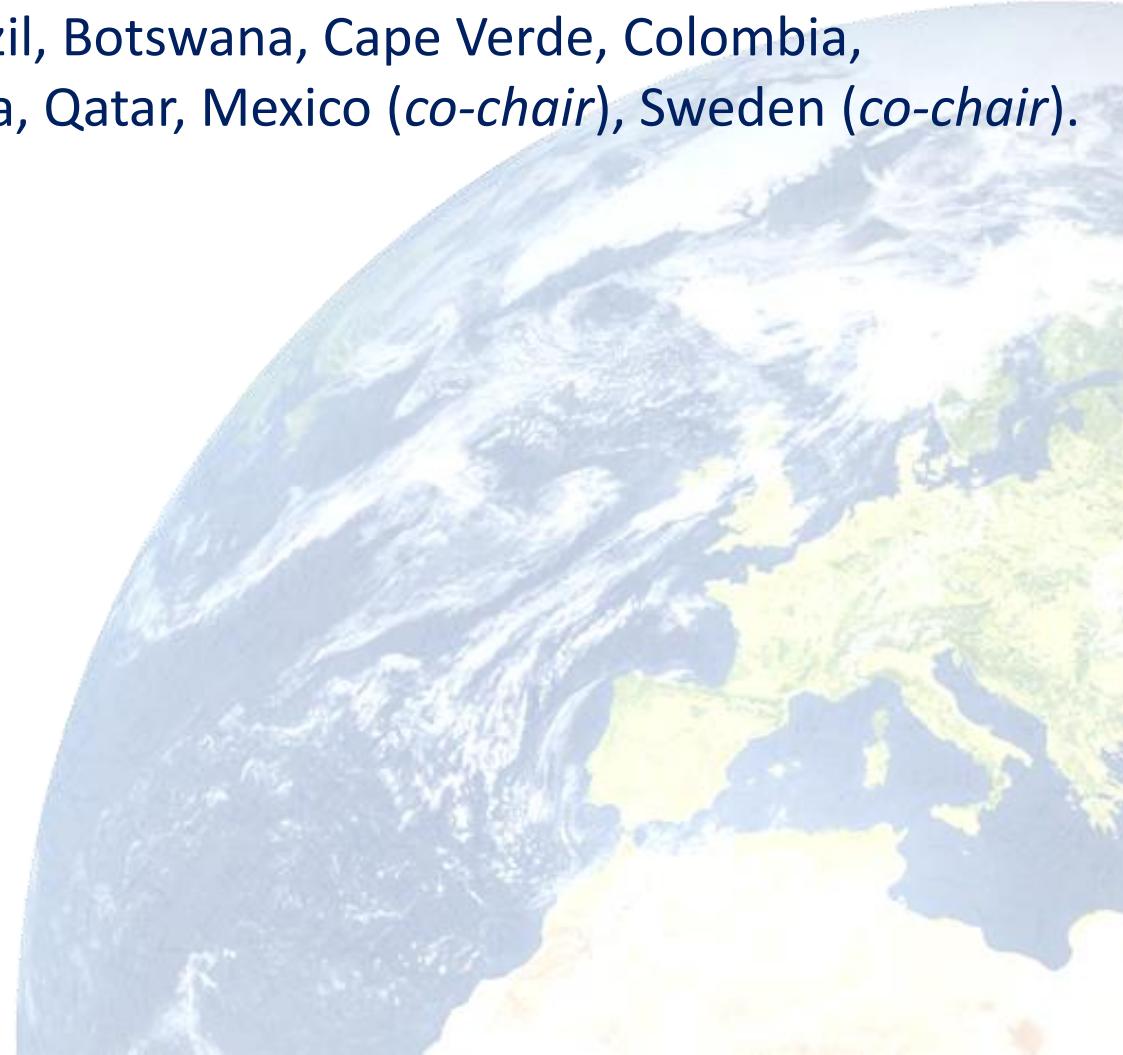 zil, Botswana, Cape Verde, Colombia,
a, Qatar, Mexico (co-chair), Sweden (co-chair).